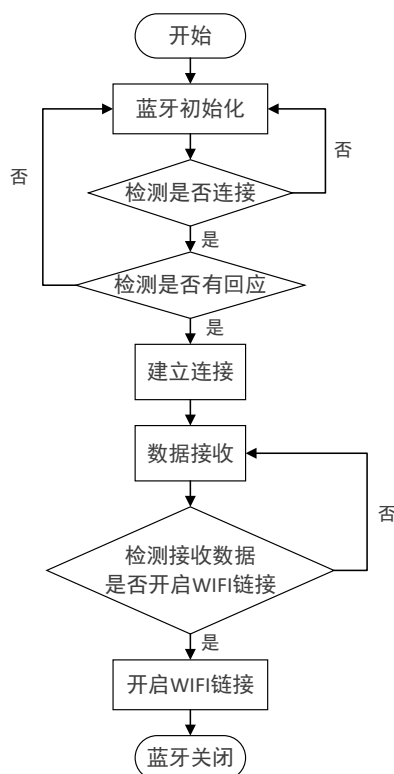 开始
蓝牙初始化
否
检测是否连接
否
是
检测是否有回应
是
建立连接
数据接收
否
检测接收数据
是否开启WIFI链接
是
开启WIFI链接
蓝牙关闭